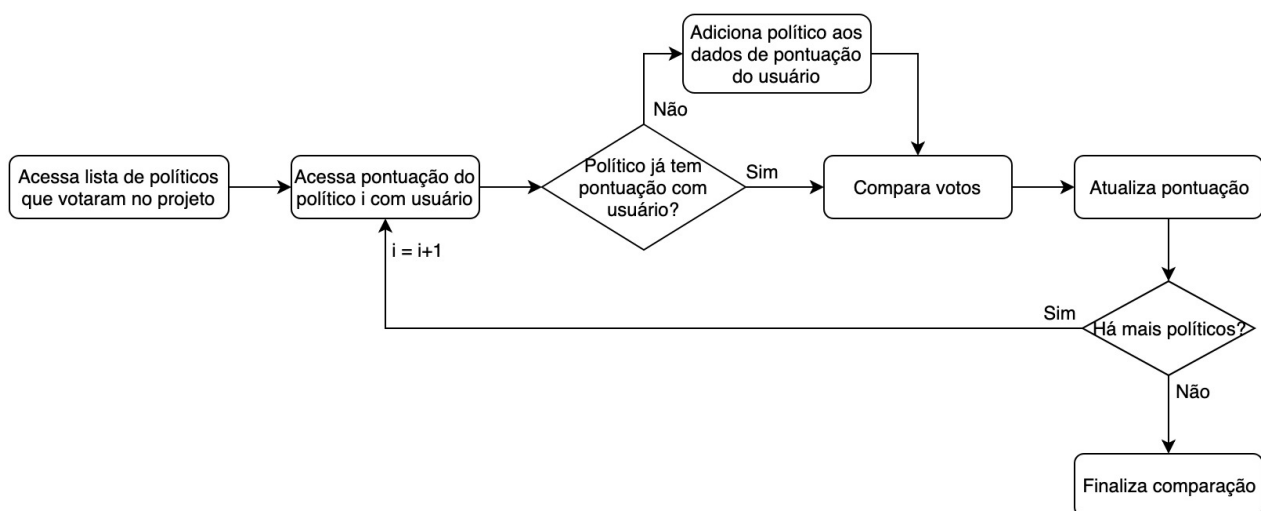 Acessa lista de políticos
que votaram no projeto
Acessa pontuação do
político i com usuário
Político já tem
pontuação com
usuário?
Não
Adiciona político aos
dados de pontuação
do usuário
Sim
Compara votos
Atualiza pontuação
Há mais políticos?
Sim
i = i+1
Não
Finaliza comparação